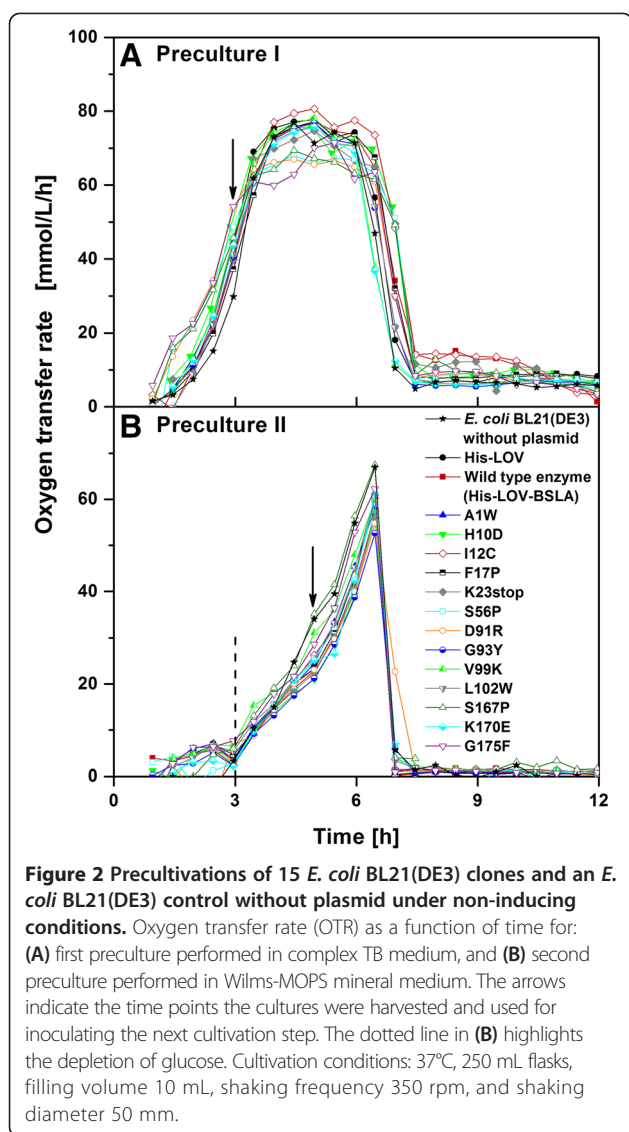 A Preculture I
100
80
60
40
20
0
B Preculture II
60
40
20
0
Oxygen transfer rate [mmol/L/h]
E. coli BL21(DE3)
without plasmid
His-LOV
Wild type enzyme
(His-LOV-BSLA)
A1W
H10D
I12C
F17P
K23stop
S56P
D91R
G93Y
V99K
L102W
S167P
K170E
G175F
0 3 6 9 12
Time [h]
Figure 2 Precultivations of 15 E. coli BL21(DE3) clones and an E.
coli BL21(DE3) control without plasmid under non-inducing
conditions. Oxygen transfer rate (OTR) as a function of time for:
(A) first preculture performed in complex TB medium, and (B) second
preculture performed in Wilms-MOPS mineral medium. The arrows
indicate the time points the cultures were harvested and used for
inoculating the next cultivation step. The dotted line in (B) highlights
the depletion of glucose. Cultivation conditions: 37°C, 250 mL flasks,
filling volume 10 mL, shaking frequency 350 rpm, and shaking
diameter 50 mm.